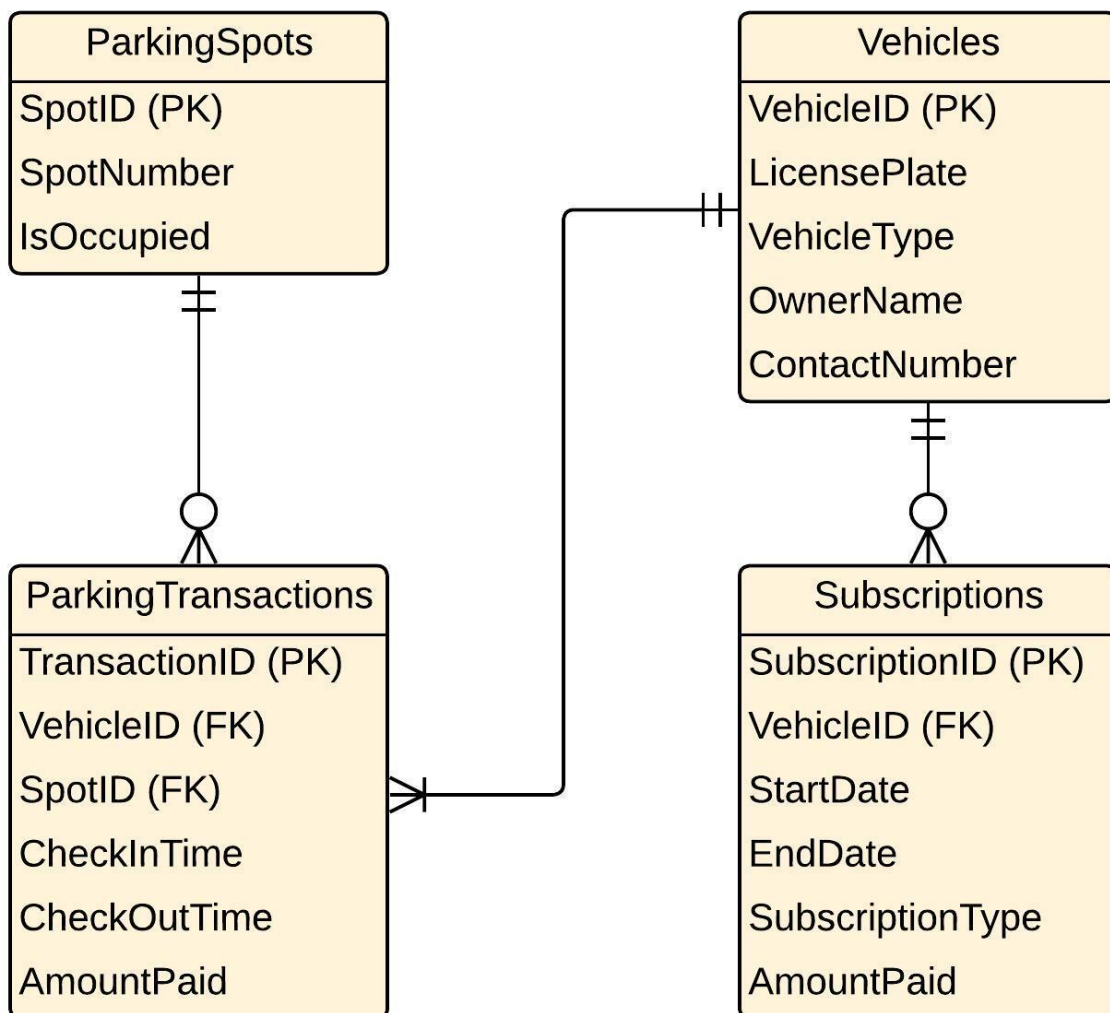 ParkingSpots
SpotID (PK)
SpotNumber
IsOccupied
Vehicles
VehicleID (PK)
LicensePlate
VehicleType
OwnerName
ContactNumber
ParkingTransactions
TransactionID (PK)
VehicleID (FK)
SpotID (FK)
CheckInTime
CheckOutTime
AmountPaid
Subscriptions
SubscriptionID (PK)
VehicleID (FK)
StartDate
EndDate
SubscriptionType
AmountPaid